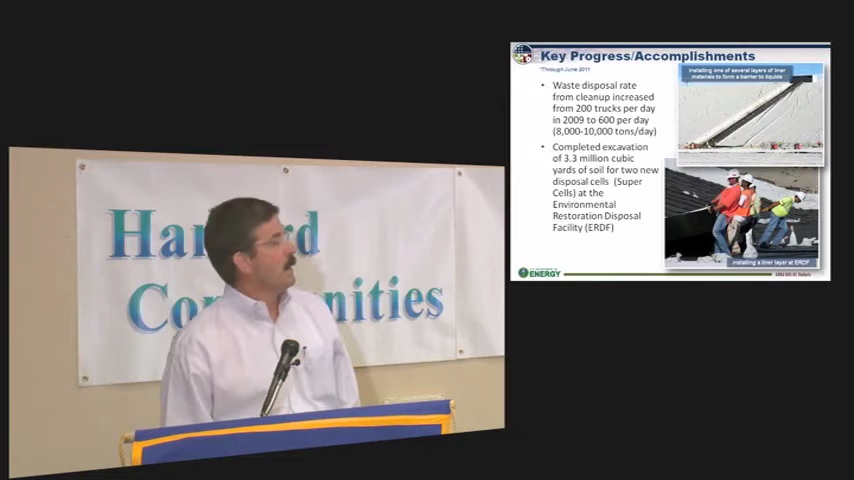 Key Progress/Accomplishments
*Through June 2011
• Waste disposal rate
from cleanup increased
from 200 trucks per day
in 2009 to 600 per day
(8,000-10,000 tons/day)
• Completed excavation
of 3.3 million cubic
yards of soil for two new
disposal cells (Super
Cells) at the
Environmental
Restoration Disposal
Facility (ERDF)
Installing one of several layers of liner
materials to form a barrier to liquids
Installing a liner layer at ERDF
ENERGY
Han rd
Co nities